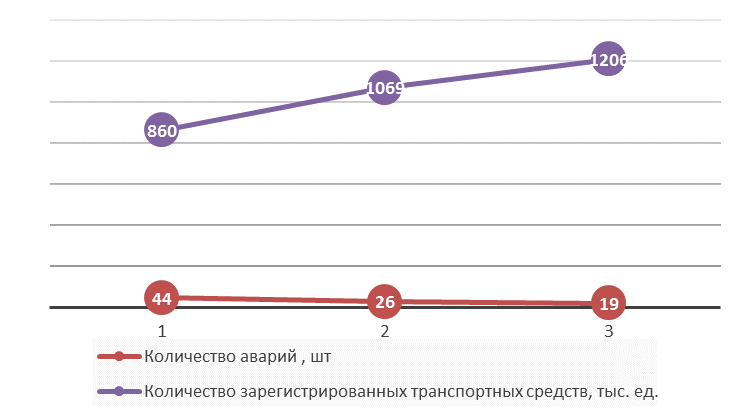 1206
1069
860
44
26
19
1 2 3
Количество аварий , шт
Количество зарегистрированных транспортных средств, тыс. ед.